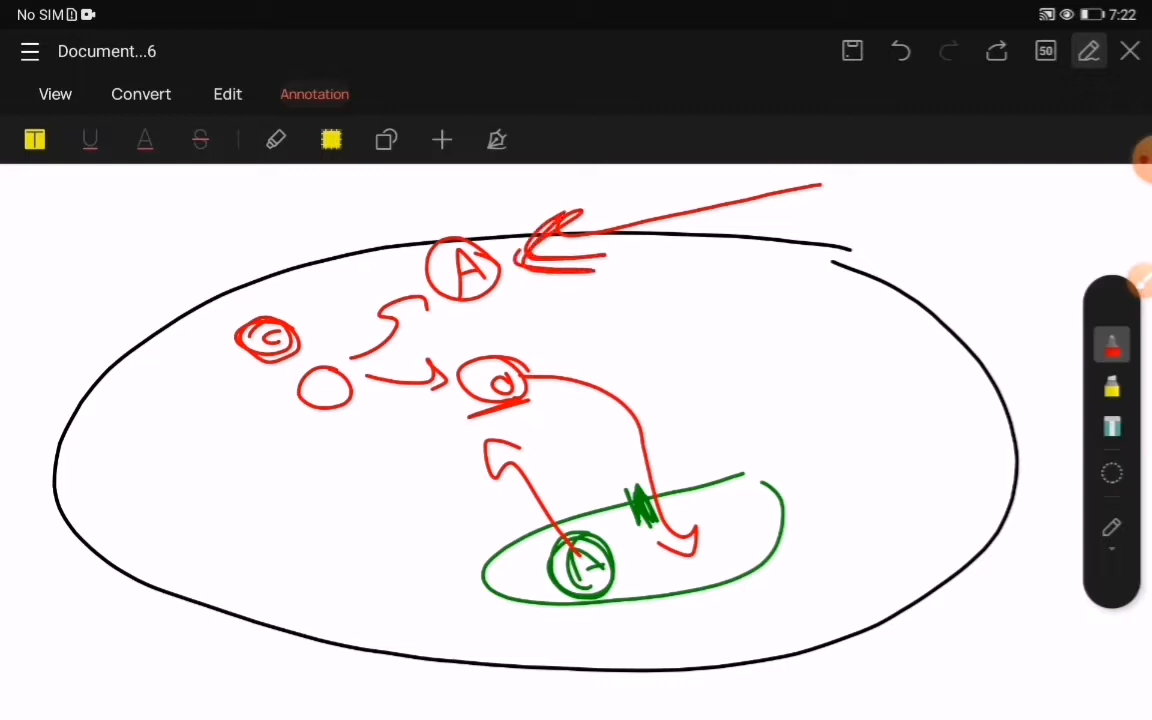 No SIM
7:22
Document...6
50
View Convert Edit Annotation
T U A S
A
c
a